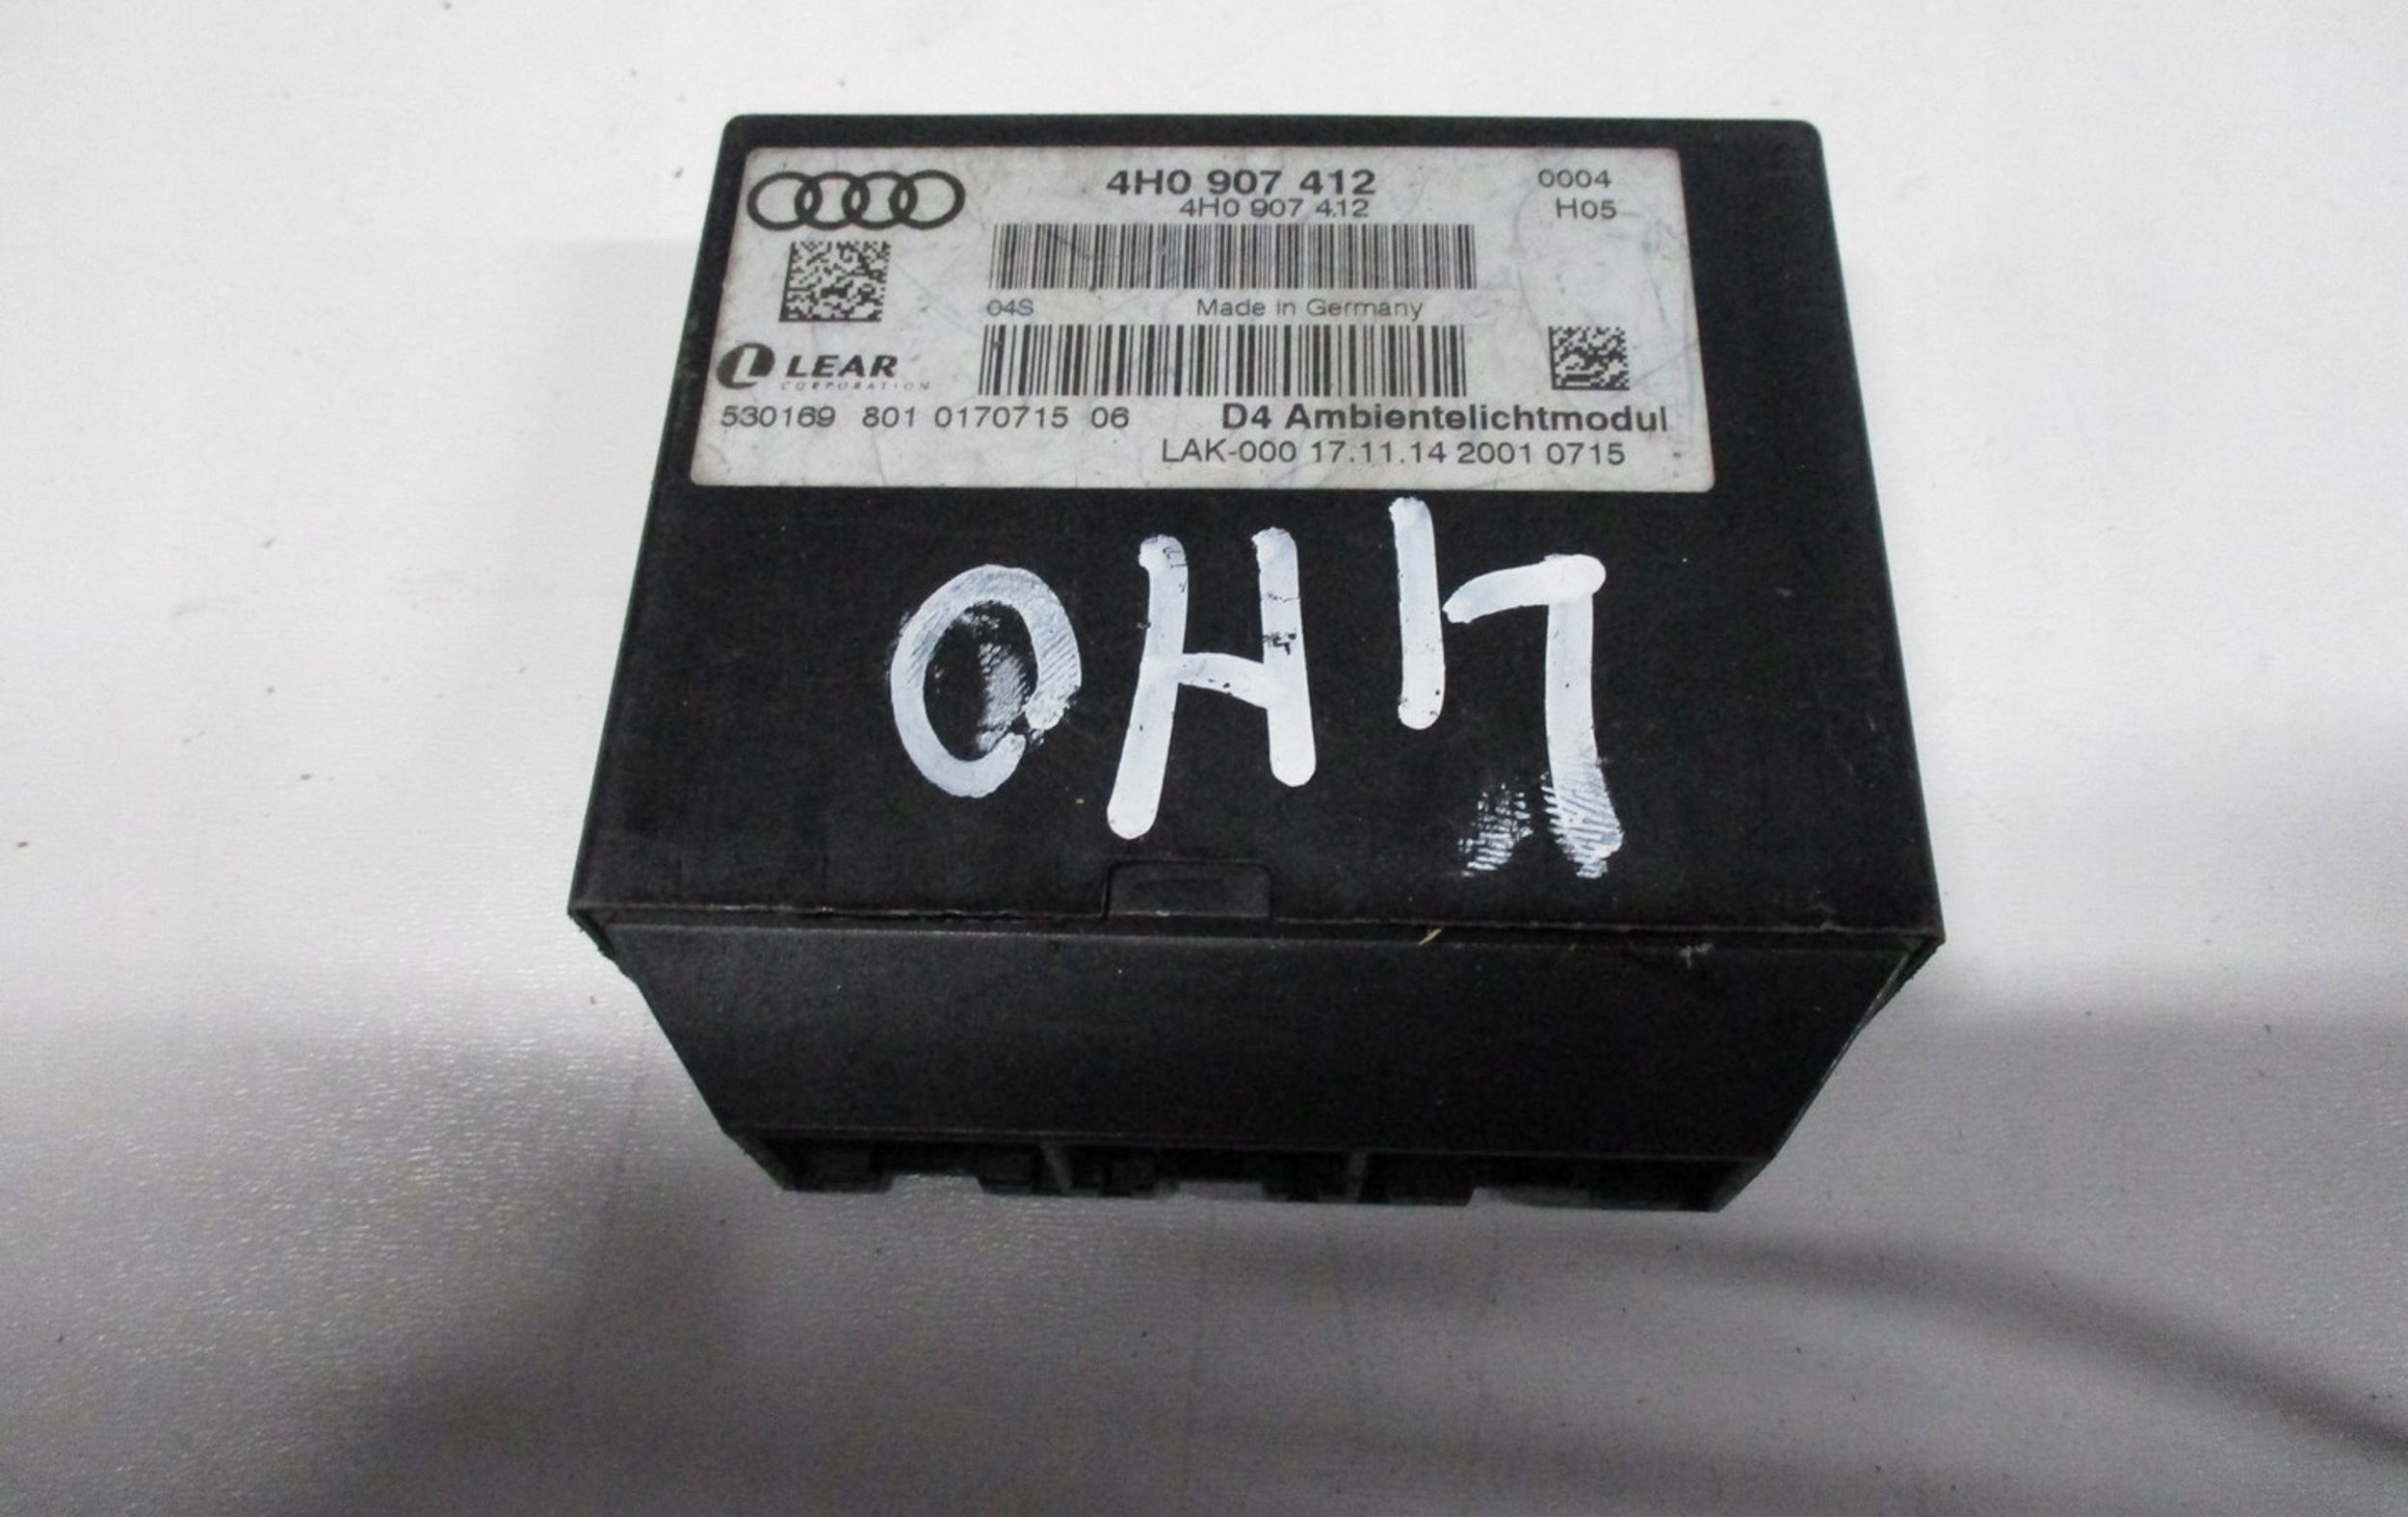 4H0 907 412
4H0 907 412
0004
H05
04S Made in Germany
LEAR
CORPORATION
530169 801 0170715 06
D4 Ambientelichtmodul
LAK-000 17.11.14 2001 0715
4H0